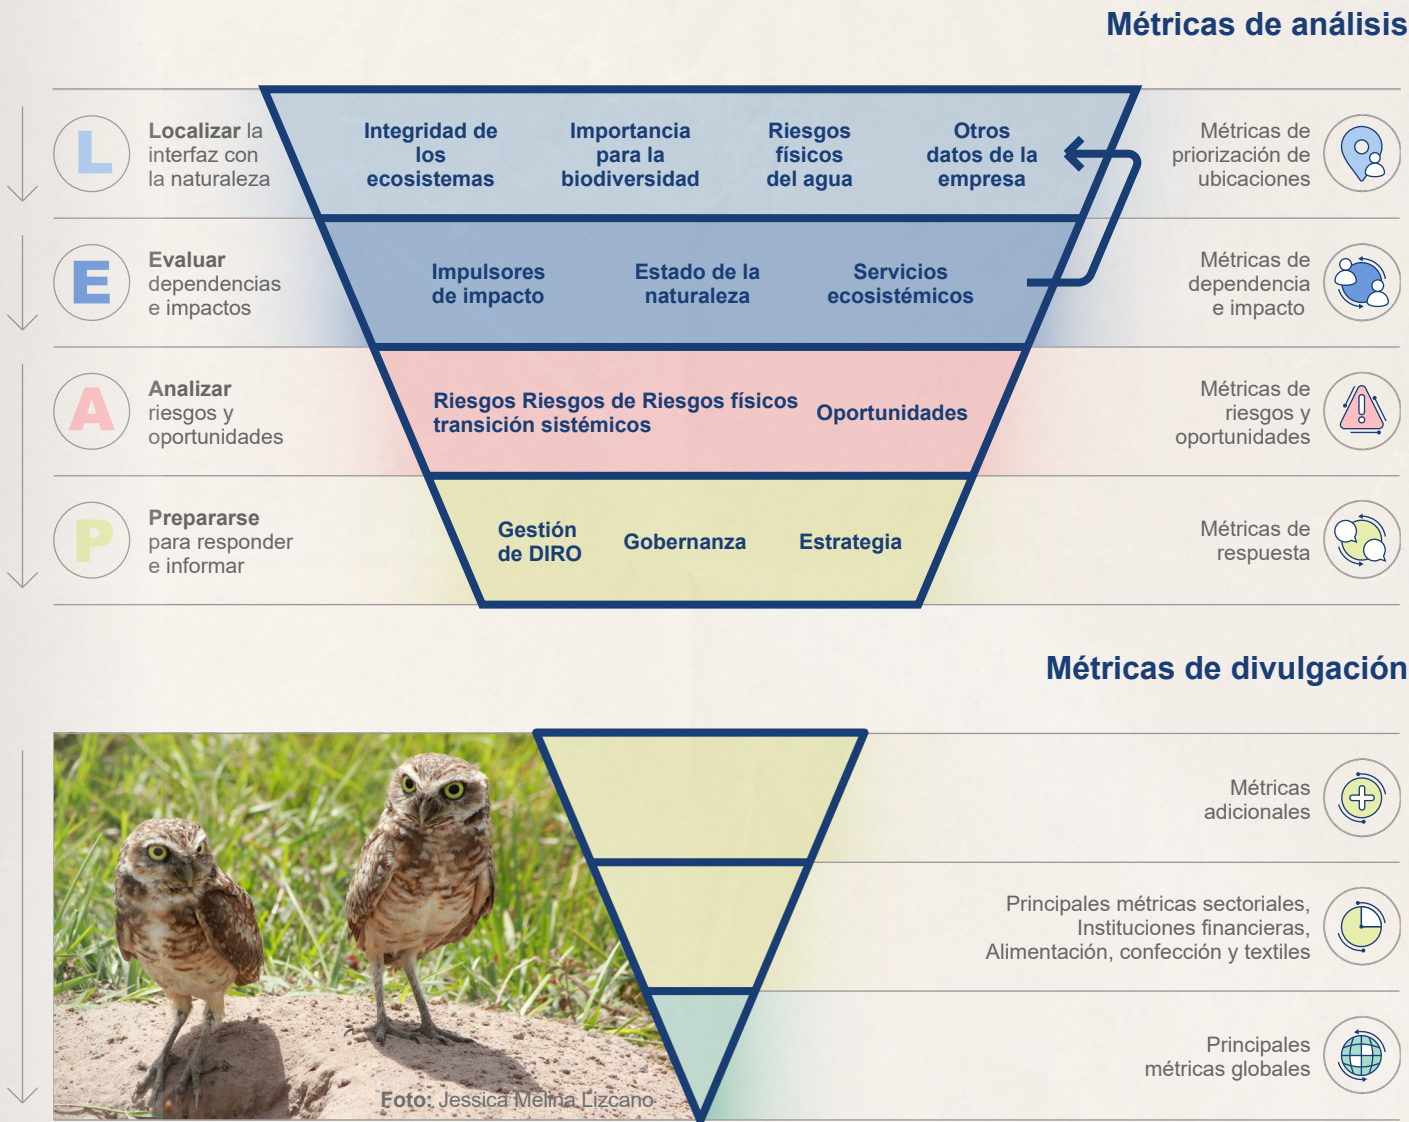 Métricas de análisis
L
Localizar la
interfaz con
la naturaleza
Integridad de
los
ecosistemas
Importancia
para la
biodiversidad
Riesgos
físicos
del agua
Otros
datos de la
empresa
Métricas de
priorización de
ubicaciones
E
Evaluar
dependencias
e impactos
Impulsores
de impacto
Estado de la
naturaleza
Servicios
ecosistémicos
Métricas de
dependencia
e impacto
A
Analizar
riesgos y
oportunidades
Riesgos Riesgos de Riesgos físicos
transición sistémicos
Oportunidades
Métricas de
riesgos y
oportunidades
P
Prepararse
para responder
e informar
Gestión
de DIRO
Gobernanza
Estrategia
Métricas de
respuesta
Métricas de divulgación
Métricas
adicionales
Principales métricas sectoriales,
Instituciones financieras,
Alimentación, confección y textiles
Principales
métricas globales
Foto: Jessica Melina Lizcano